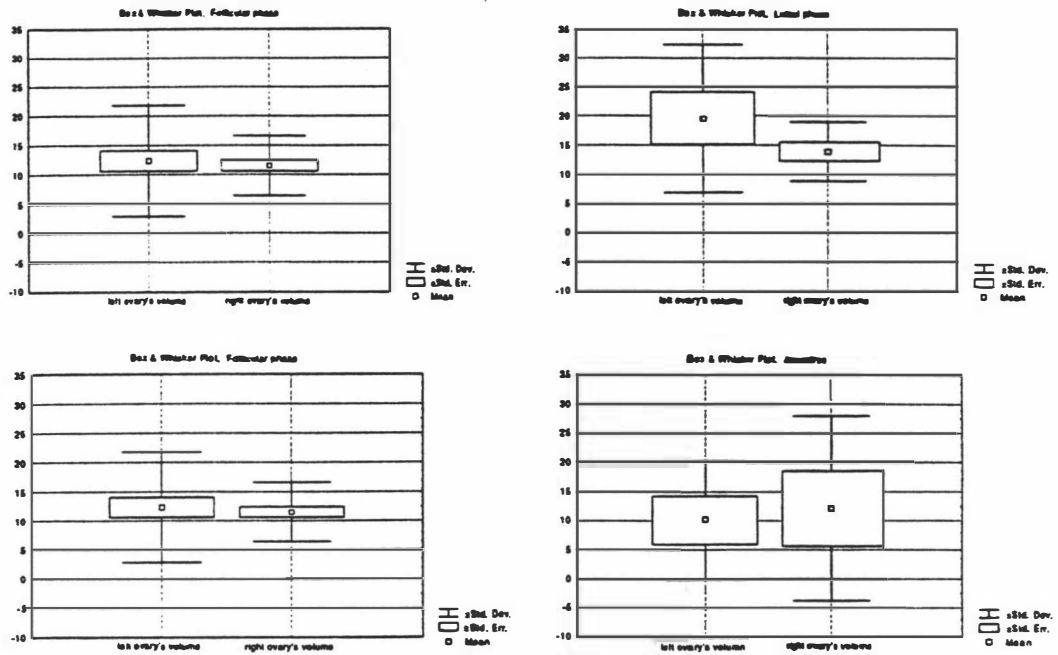 Box & Whisker Plot, Follicular phase
35
30
25
20
15
10
5
0
-5
-10
left ovary's volume right ovary's volume
±Std. Dev.
±Std. Err.
Mean
Box & Whisker Plot, Luteal phase
35
30
25
20
15
10
5
0
-5
-10
left ovary's volume right ovary's volume
±Std. Dev.
±Std. Err.
Mean
Box & Whisker Plot, Follicular phase
35
30
25
20
15
10
5
0
-5
-10
left ovary's volume right ovary's volume
±Std. Dev.
±Std. Err.
Mean
Box & Whisker Plot,
35
30
25
20
15
10
5
0
-5
-10
left ovary's volume right ovary's volume
±Std. Dev.
±Std. Err.
Mean